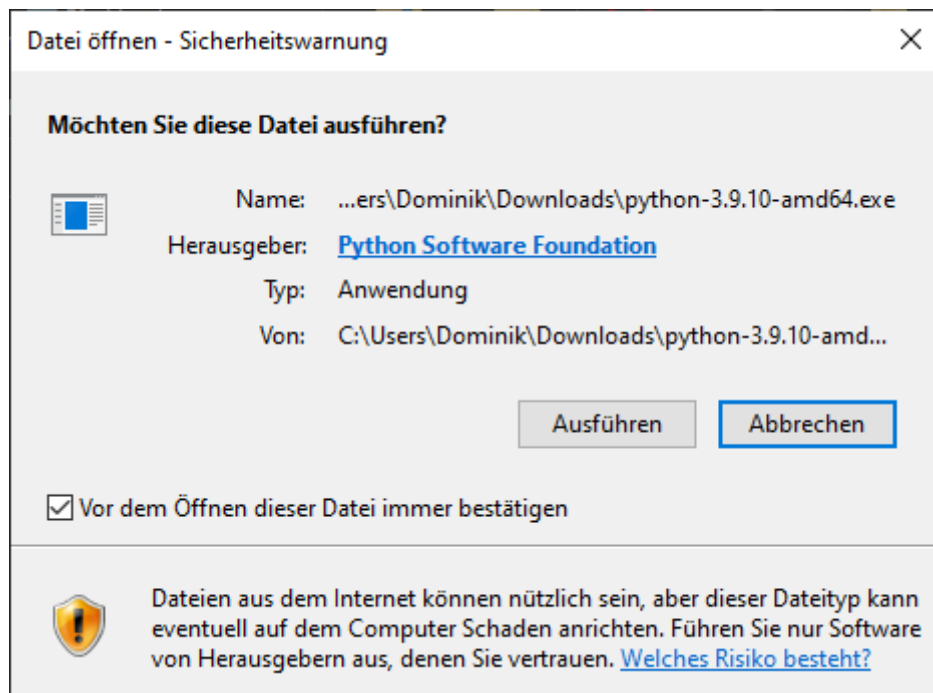 Datei öffnen - Sicherheitswarnung
Möchten Sie diese Datei ausführen?
Name: ...ers\Dominik\Downloads\python-3.9.10-amd64.exe
Herausgeber: Python Software Foundation
Typ: Anwendung
Von: C:\Users\Dominik\Downloads\python-3.9.10-amd...
Ausführen Abbrechen
Vor dem Öffnen dieser Datei immer bestätigen
Dateien aus dem Internet können nützlich sein, aber dieser Dateityp kann
eventuell auf dem Computer Schaden anrichten. Führen Sie nur Software
von Herausgebern aus, denen Sie vertrauen. Welches Risiko besteht?